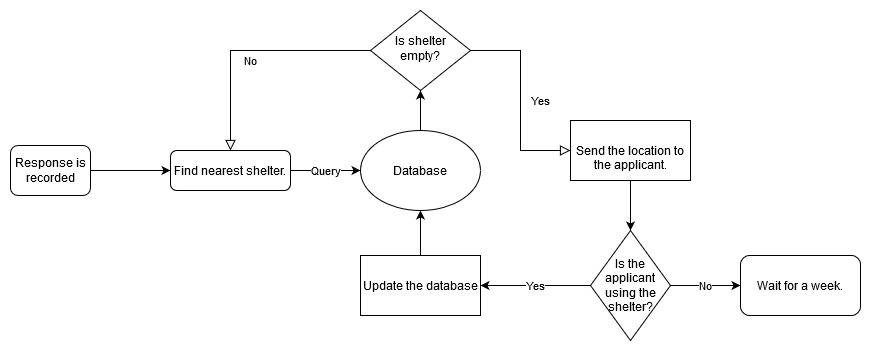 Is shelter
empty?
No
Yes
Response is
recorded
Find nearest shelter.
Query
Database
Send the location to
the applicant.
Update the database
Yes
Is the
applicant
using the
shelter?
No
Wait for a week.